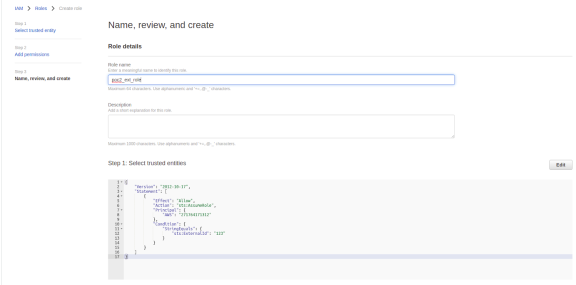 IAM > Roles > Create role
Step 1
Select trusted entity
Step 2
Add permissions
Step 3
Name, review, and create
Name, review, and create
Role details
Role name
Enter a meaningful name to identify this role.
Maximum 64 characters. Use alphanumeric and '+=,.@-_' characters.
Description
Add a short explanation for this role.
Maximum 1000 characters. Use alphanumeric and '+=,.@-_' characters.
Step 1: Select trusted entities
Edit
1 {
2 "Version": "2012-10-17",
3 "Statement": [
4 {
5 "Effect": "Allow",
6 "Action": "sts:AssumeRole",
7 "Principal": {
8 "AWS":
9 },
10 "Condition": {
11 "StringEquals": {
12 "sts:ExternalId": "123"
13 }
14 }
15 }
16 ]
17 }